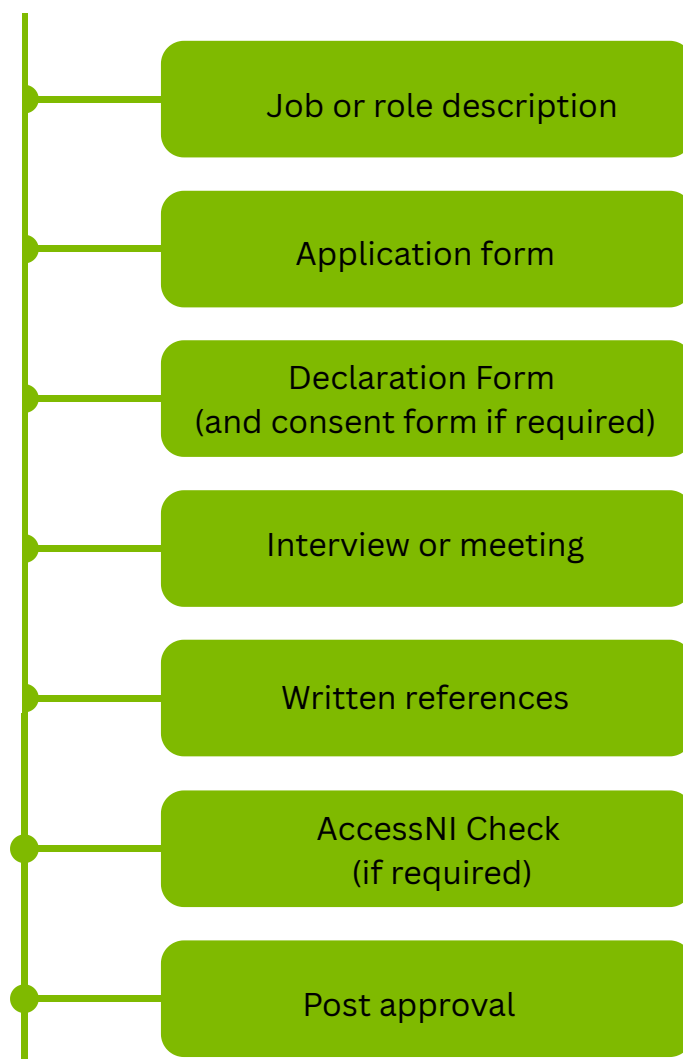 Job or role description
Application form
Declaration Form
(and consent form if required)
Interview or meeting
Written references
AccessNI Check
(if required)
Post approval